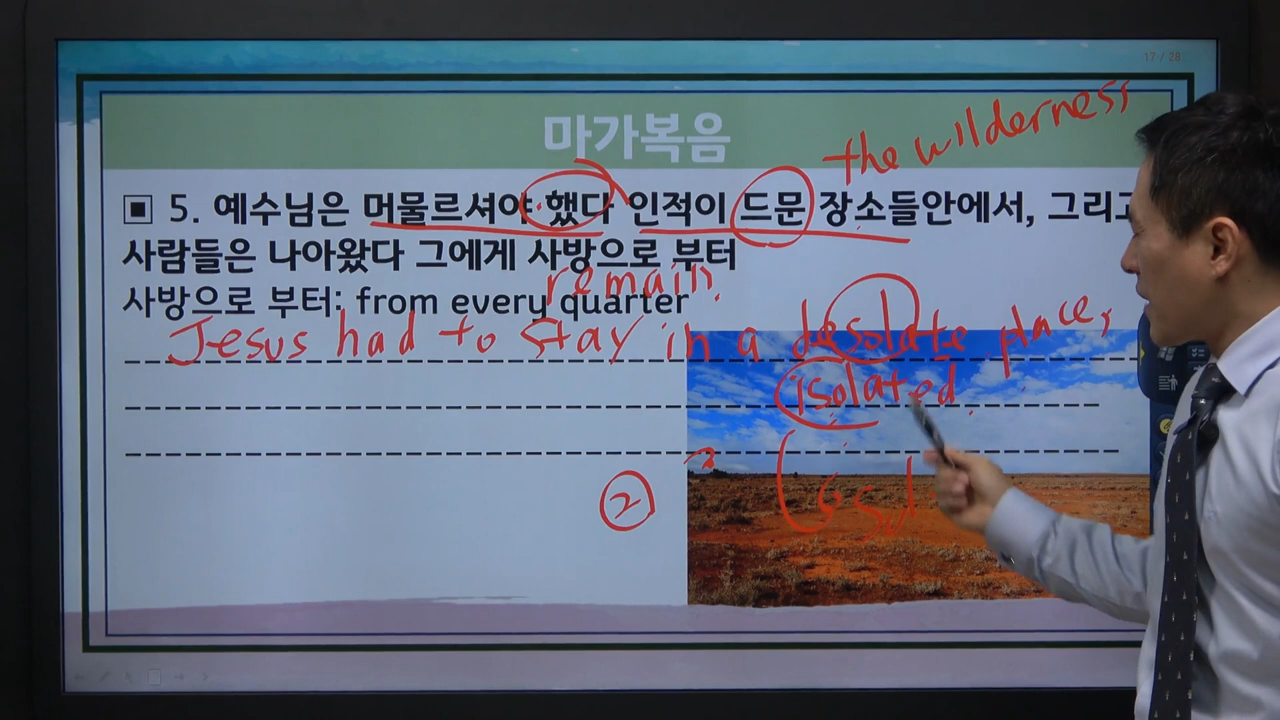 17 / 28
마가복음
the wilderness
▣ 5. 예수님은 머물르셔야 했다 인적이 드문 장소들안에서, 그리고
사람들은 나아왔다 그에게 사방으로 부터
remain.
사방으로 부터: from every quarter
Jesus had to stay in a desolate place,
isolated.
②